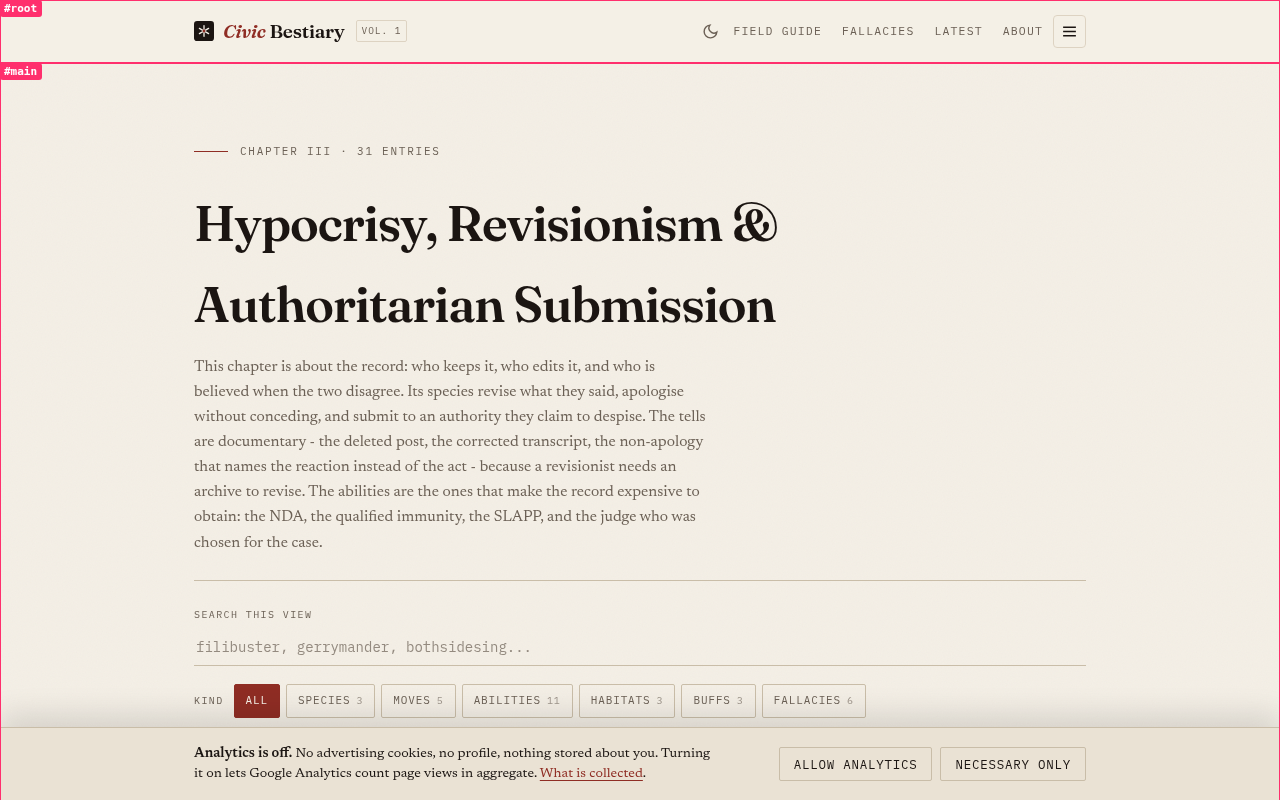 #root
Civic Bestiary VOL. 1
FIELD GUIDE FALLACIES LATEST ABOUT
#main
CHAPTER III · 31 ENTRIES
Hypocrisy, Revisionism &
Authoritarian Submission
This chapter is about the record: who keeps it, who edits it, and who is
believed when the two disagree. Its species revise what they said, apologise
without conceding, and submit to an authority they claim to despise. The tells
are documentary - the deleted post, the corrected transcript, the non-apology
that names the reaction instead of the act - because a revisionist needs an
archive to revise. The abilities are the ones that make the record expensive to
obtain: the NDA, the qualified immunity, the SLAPP, and the judge who was
chosen for the case.
SEARCH THIS VIEW
filibuster, gerrymander, bothsidesing...
KIND ALL SPECIES 3 MOVES 5 ABILITIES 11 HABITATS 3 BUFFS 3 FALLACIES 6
Analytics is off. No advertising cookies, no profile, nothing stored about you. Turning
it on lets Google Analytics count page views in aggregate. What is collected.
ALLOW ANALYTICS NECESSARY ONLY